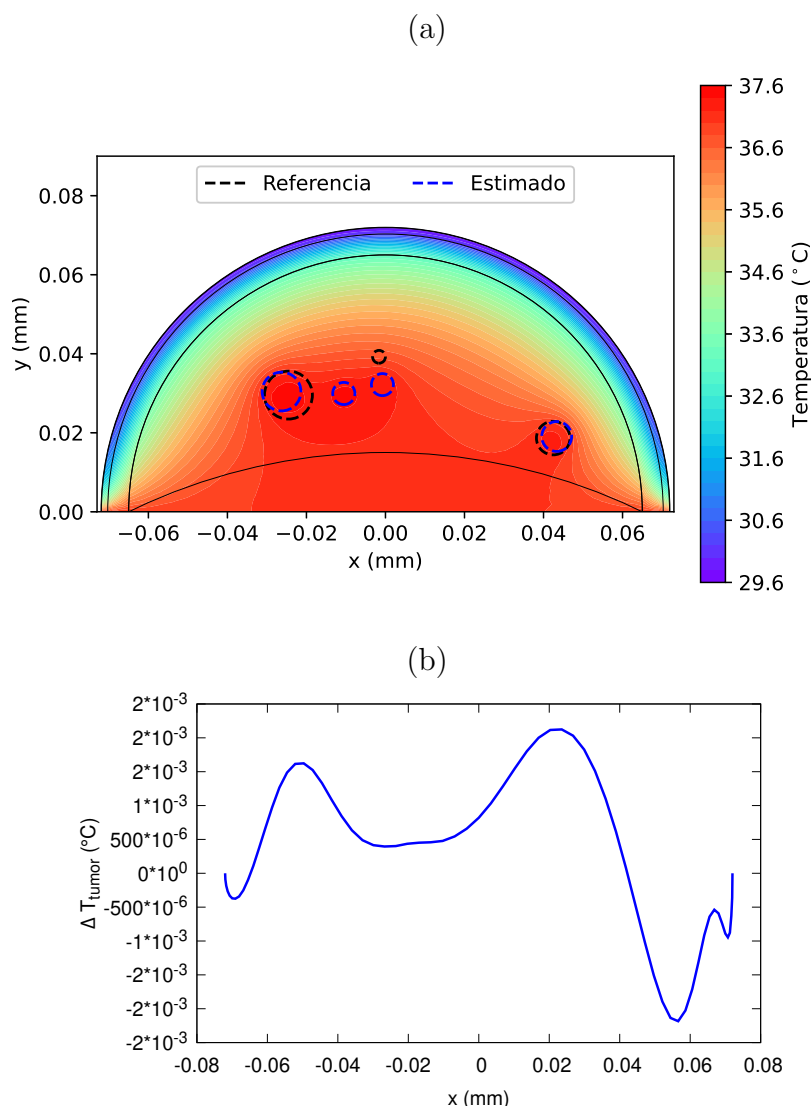 (a)
37.6
36.6
35.6
34.6
33.6
32.6
31.6
30.6
29.6
Temperatura (°C)
Referencia Estimado
0.08
0.06
0.04
0.02
0.00
y (mm)
−0.06 −0.04 −0.02 0.00 0.02 0.04 0.06
x (mm)
(b)
2*10-3
2*10-3
2*10-3
1*10-3
500*10-6
0*100
-500*10-6
-1*10-3
-2*10-3
-2*10-3
-2*10-3
Δ Ttumor (°C)
-0.08 -0.06 -0.04 -0.02 0 0.02 0.04 0.06 0.08
x (mm)